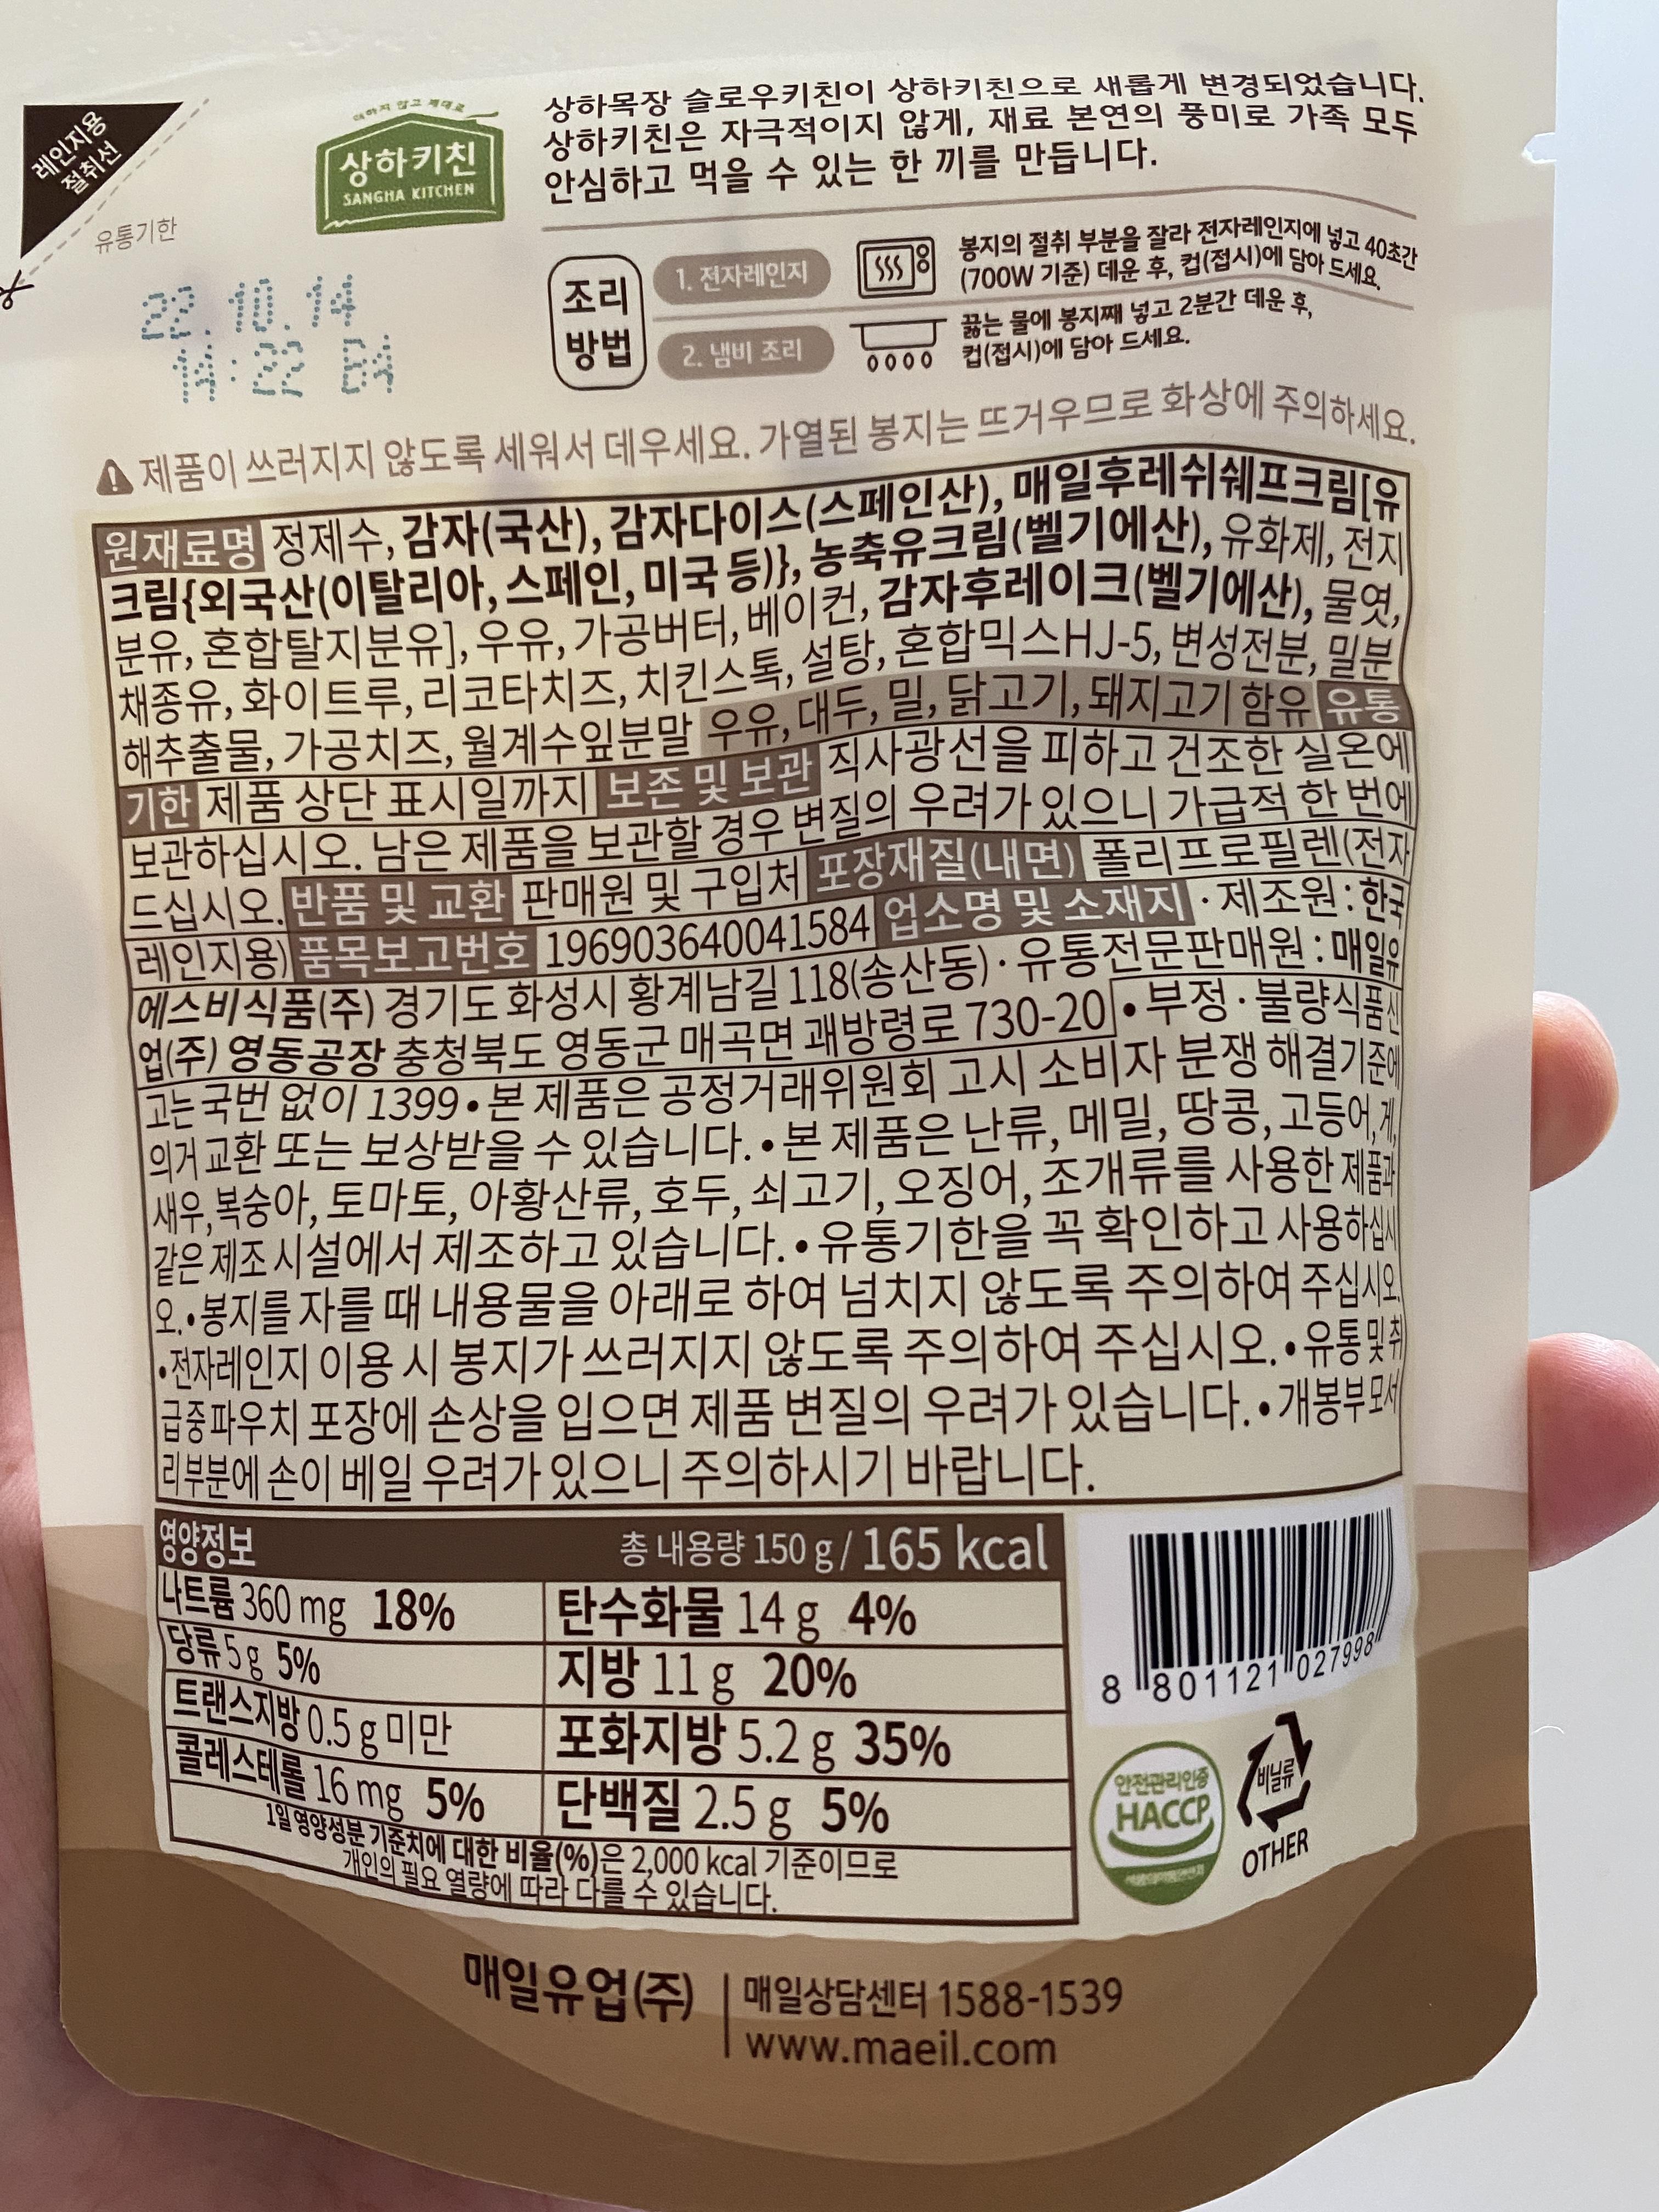 레인지용
절취선
유통기한
22.10.14
14:22 B4
상하키친
SANGHA KITCHEN
상하목장 슬로우키친이 상하키친으로 새롭게 변경되었습니다.
상하키친은 자극적이지 않게, 재료 본연의 풍미로 가족 모두
안심하고 먹을 수 있는 한 끼를 만듭니다.
조리
방법
1. 전자레인지
봉지의 절취 부분을 잘라 전자레인지에 넣고 40초간
(700W 기준) 데운 후, 컵(접시)에 담아 드세요.
2. 냄비 조리
끓는 물에 봉지째 넣고 2분간 데운 후,
컵(접시)에 담아 드세요.
제품이 쓰러지지 않도록 세워서 데우세요. 가열된 봉지는 뜨거우므로 화상에 주의하세요.
원재료명 정제수, 감자(국산), 감자다이스(스페인산), 매일후레쉬쉐프크림[유
크림{외국산(이탈리아, 스페인, 미국 등)}, 농축유크림(벨기에산), 유화제, 전지
분유, 혼합탈지분유], 우유, 가공버터, 베이컨, 감자후레이크(벨기에산), 물엿,
채종유, 화이트루, 리코타치즈, 치킨스톡, 설탕, 혼합믹스HJ-5, 변성전분, 밀분
해추출물, 가공치즈, 월계수잎분말 우유, 대두, 밀, 닭고기, 돼지고기 함유 유통
기한 제품 상단 표시일까지 보존 및 보관 직사광선을 피하고 건조한 실온에
보관하십시오. 남은 제품을 보관할 경우 변질의 우려가 있으니 가급적 한 번에
드십시오. 반품 및 교환 판매원 및 구입처 포장재질(내면) 폴리프로필렌(전자
레인지용) 품목보고번호 196903640041584 업소명 및 소재지 · 제조원 : 한국
에스비식품(주) 경기도 화성시 황계남길 118(송산동) · 유통전문판매원 : 매일유
업(주) 영동공장 충청북도 영동군 매곡면 괘방령로 730-20 • 부정 · 불량식품 신
고는 국번 없이 1399 • 본 제품은 공정거래위원회 고시 소비자 분쟁 해결기준에
의거 교환 또는 보상받을 수 있습니다. • 본 제품은 난류, 메밀, 땅콩, 고등어, 게,
새우, 복숭아, 토마토, 아황산류, 호두, 쇠고기, 오징어, 조개류를 사용한 제품과
같은 제조 시설에서 제조하고 있습니다. • 유통기한을 꼭 확인하고 사용하십시
오. • 봉지를 자를 때 내용물을 아래로 하여 넘치지 않도록 주의하여 주십시오.
• 전자레인지 이용 시 봉지가 쓰러지지 않도록 주의하여 주십시오. • 유통 및 취
급 중 파우치 포장에 손상을 입으면 제품 변질의 우려가 있습니다. • 개봉부 모서
리 부분에 손이 베일 우려가 있으니 주의하시기 바랍니다.
영양정보 총 내용량 150 g / 165 kcal
나트륨 360 mg 18% 탄수화물 14 g 4%
당류 5 g 5% 지방 11 g 20%
트랜스지방 0.5 g 미만 포화지방 5.2 g 35%
콜레스테롤 16 mg 5% 단백질 2.5 g 5%
1일 영양성분 기준치에 대한 비율(%)은 2,000 kcal 기준이므로
개인의 필요 열량에 따라 다를 수 있습니다.
8 801121 027998
안전관리인증
HACCP
비닐류
OTHER
매일유업(주)
매일상담센터 1588-1539
www.maeil.com